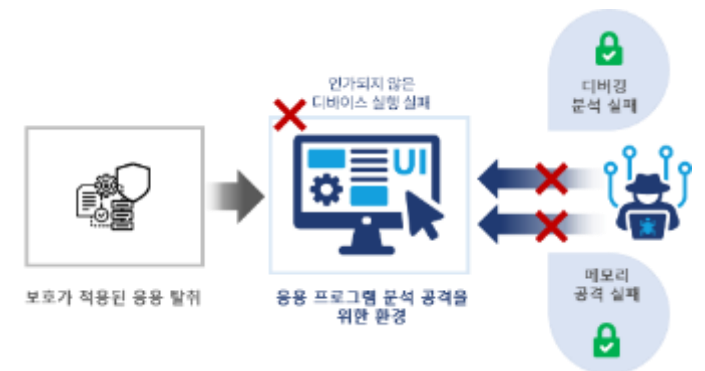 인가되지 않은
디바이스 실행 실패
디버깅
분석 실패
UI
메모리
공격 실패
보호가 적용된 응용 탈취
응용 프로그램 분석 공격을
위한 환경